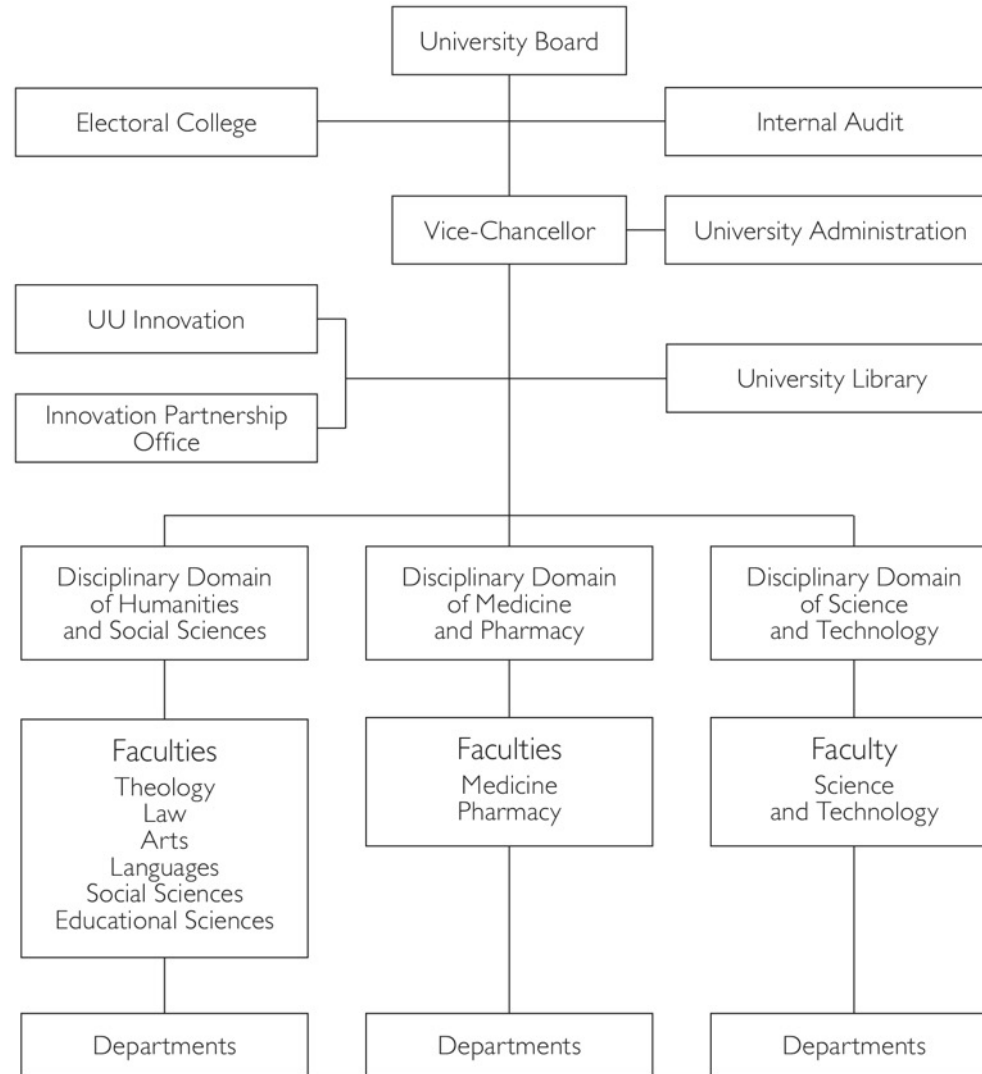 University Board
Electoral College
Internal Audit
Vice-Chancellor
University Administration
UU Innovation
University Library
Innovation Partnership
Office
Disciplinary Domain
of Humanities
and Social Sciences
Disciplinary Domain
of Medicine
and Pharmacy
Disciplinary Domain
of Science
and Technology
Faculties
Theology
Law
Arts
Languages
Social Sciences
Educational Sciences
Faculties
Medicine
Pharmacy
Faculty
Science
and Technology
Departments
Departments
Departments